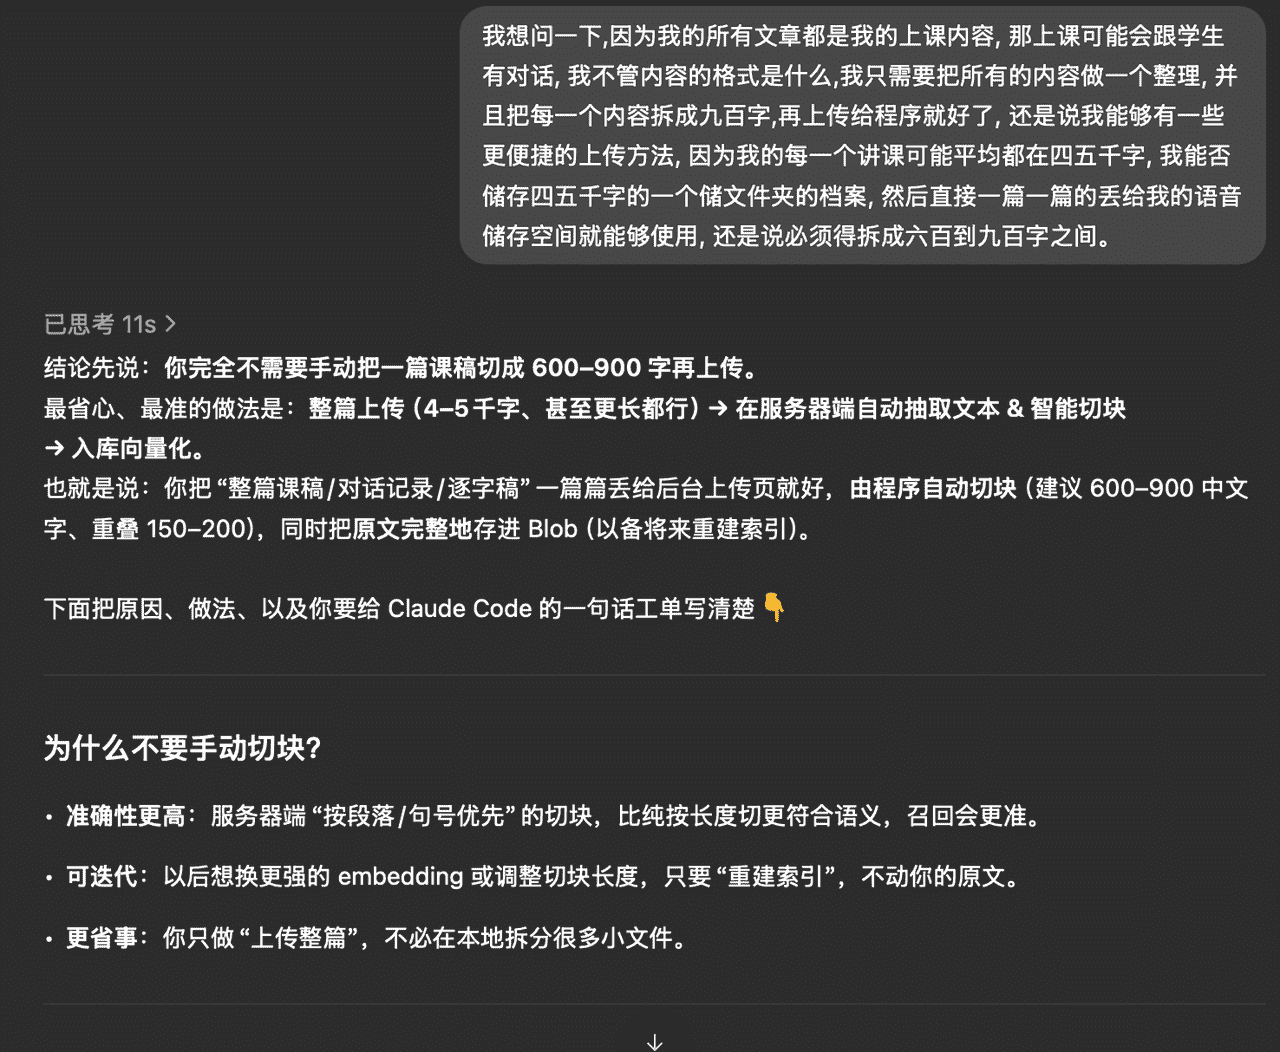 我想问一下,因为我的所有文章都是我的上课内容, 那上课可能会跟学生
有对话, 我不管内容的格式是什么,我只需要把所有的内容做一个整理, 并
且把每一个内容拆成九百字,再上传给程序就好了, 还是说我能够有一些
更便捷的上传方法, 因为我的每一个讲课可能平均都在四五千字, 我能否
储存四五千字的一个储文件夹的档案, 然后直接一篇一篇的丢给我的语音
储存空间就能够使用, 还是说必须得拆成六百到九百字之间。
已思考 11s >
结论先说：你完全不需要手动把一篇课稿切成 600–900 字再上传。
最省心、最准的做法是：整篇上传（4–5 千字、甚至更长都行）→ 在服务器端自动抽取文本 & 智能切块
→ 入库向量化。
也就是说：你把 “整篇课稿/对话记录/逐字稿” 一篇篇丢给后台上传页就好，由程序自动切块（建议 600–900 中文
字、重叠 150–200)，同时把原文完整地存进 Blob（以备将来重建索引）。
下面把原因、做法、以及你要给 Claude Code 的一句话工单写清楚 👇
为什么不要手动切块？
• 准确性更高：服务器端 “按段落/句号优先” 的切块，比纯按长度切更符合语义，召回会更准。
• 可迭代：以后想换更强的 embedding 或调整切块长度，只要 “重建索引”，不动你的原文。
• 更省事：你只做 “上传整篇”，不必在本地拆分很多小文件。